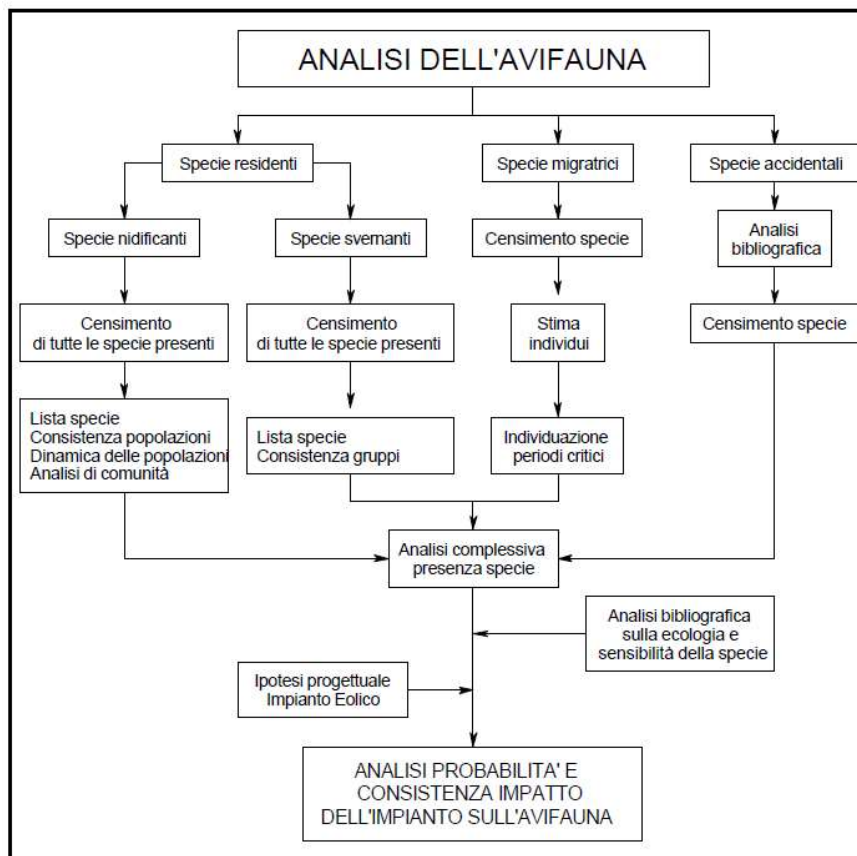 ANALISI DELL'AVIFAUNA
Specie residenti
Specie migratrici
Specie accidentali
Specie nidificanti
Specie svernanti
Censimento specie
Analisi
bibliografica
Censimento
di tutte le specie presenti
Censimento
di tutte le specie presenti
Stima
individui
Censimento specie
Lista specie
Consistenza popolazioni
Dinamica delle popolazioni
Analisi di comunità
Lista specie
Consistenza gruppi
Individuazione
periodi critici
Analisi complessiva
presenza specie
Analisi bibliografica
sulla ecologia e
sensibilità della specie
Ipotesi progettuale
Impianto Eolico
ANALISI PROBABILITA' E
CONSISTENZA IMPATTO
DELL'IMPIANTO SULL'AVIFAUNA